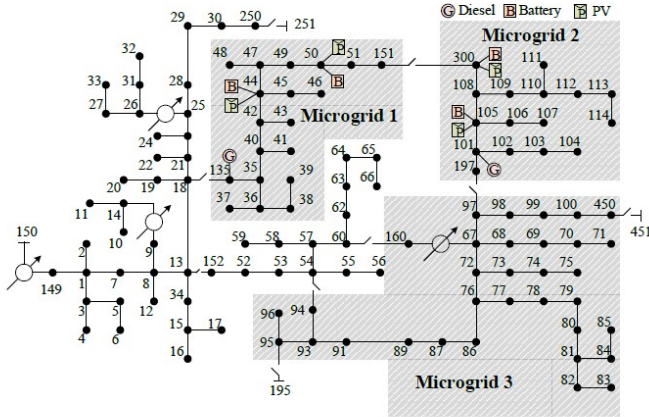 G Diesel B Battery P PV
29 30 250 251
32
48 47 49 50 P 51 151
B
300 B P
111
Microgrid 2
33 31 28
44 45 46
B P
108 109 110 112 113
27 26 25
42 43
Microgrid 1
B P
105 106 107
114
24
40 41
64 65
101 102 103 104
22 21
135 G
35 39
63 66
197 G
20 19 18
37 36 38
62
11 14
97 98 99 100 450
451
150
10 9
59 58 57 60 160
67 68 69 70 71
2
13 152 52 53 54 55 56
72 73 74 75
149 1 7 8
34
76 77 78 79
3 5 12
96 94
80 85
4 6
15 17
95 93 91 89 87 86
81 84
16
195
Microgrid 3
82 83